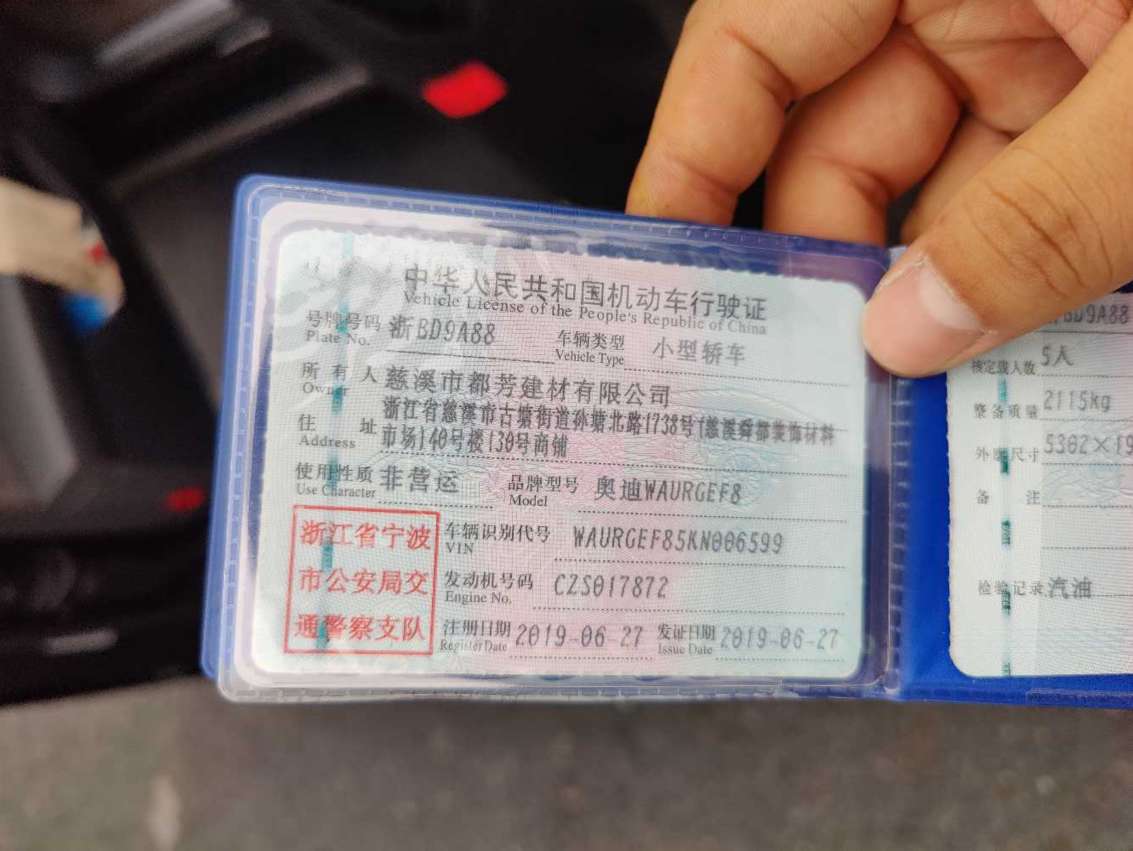 中华人民共和国机动车行驶证
Vehicle License of the People's Republic of China
号牌号码 浙BD9A88 车辆类型 小型轿车
Plate No. Vehicle Type
所有人 慈溪市都芳建材有限公司
Owner
住址 浙江省慈溪市古塘街道孙塘北路1738号(慈溪舜都装饰材料
Address 市场)40号楼130号商铺
使用性质 非营运 品牌型号 奥迪WAURGEF8
Use Character Model
浙江省宁波
市公安局交
通警察支队
车辆识别代号 WAURGEF85KN006599
VIN
发动机号码 CZS017872
Engine No.
注册日期 2019-06-27 发证日期 2019-06-27
Register Date Issue Date
BD9A88
核定载人数 5人
整备质量 2115kg
外廓尺寸 5302×19
备注
检验记录 汽油